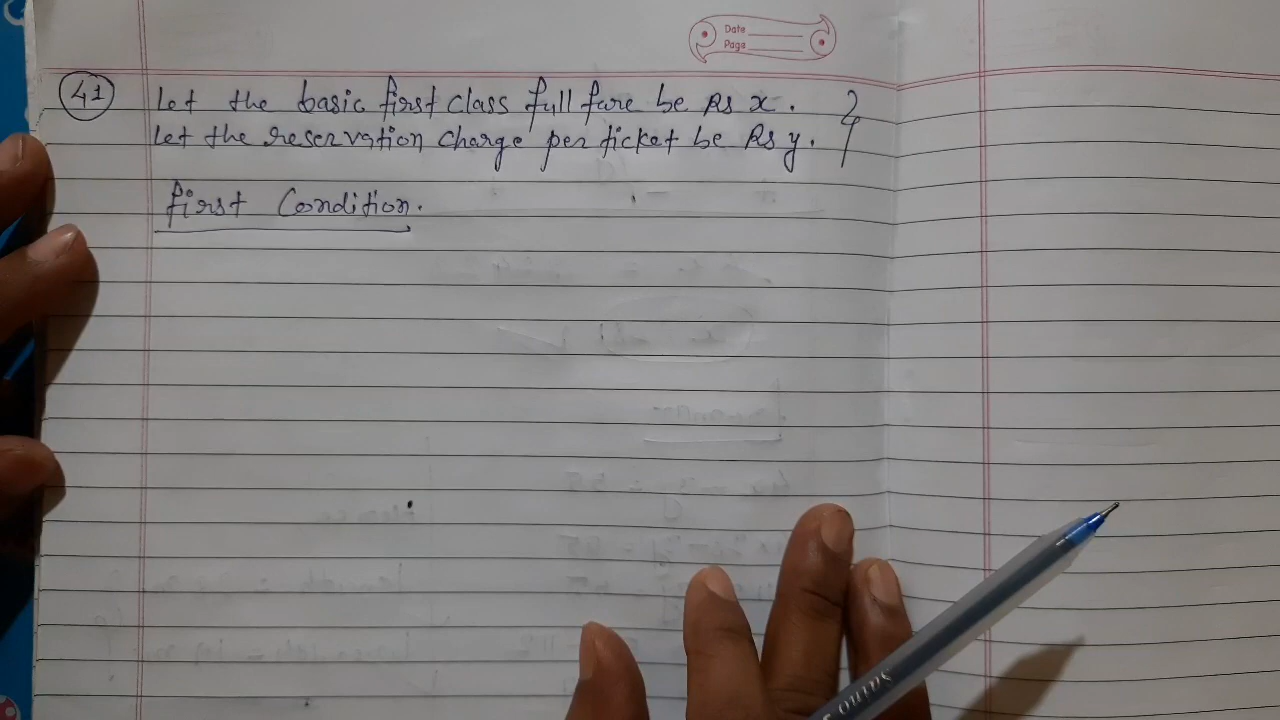 Date
Page
41 Let the basic first class full fare be Rs x.
Let the reservation charge per ticket be Rs y.
first Condition.